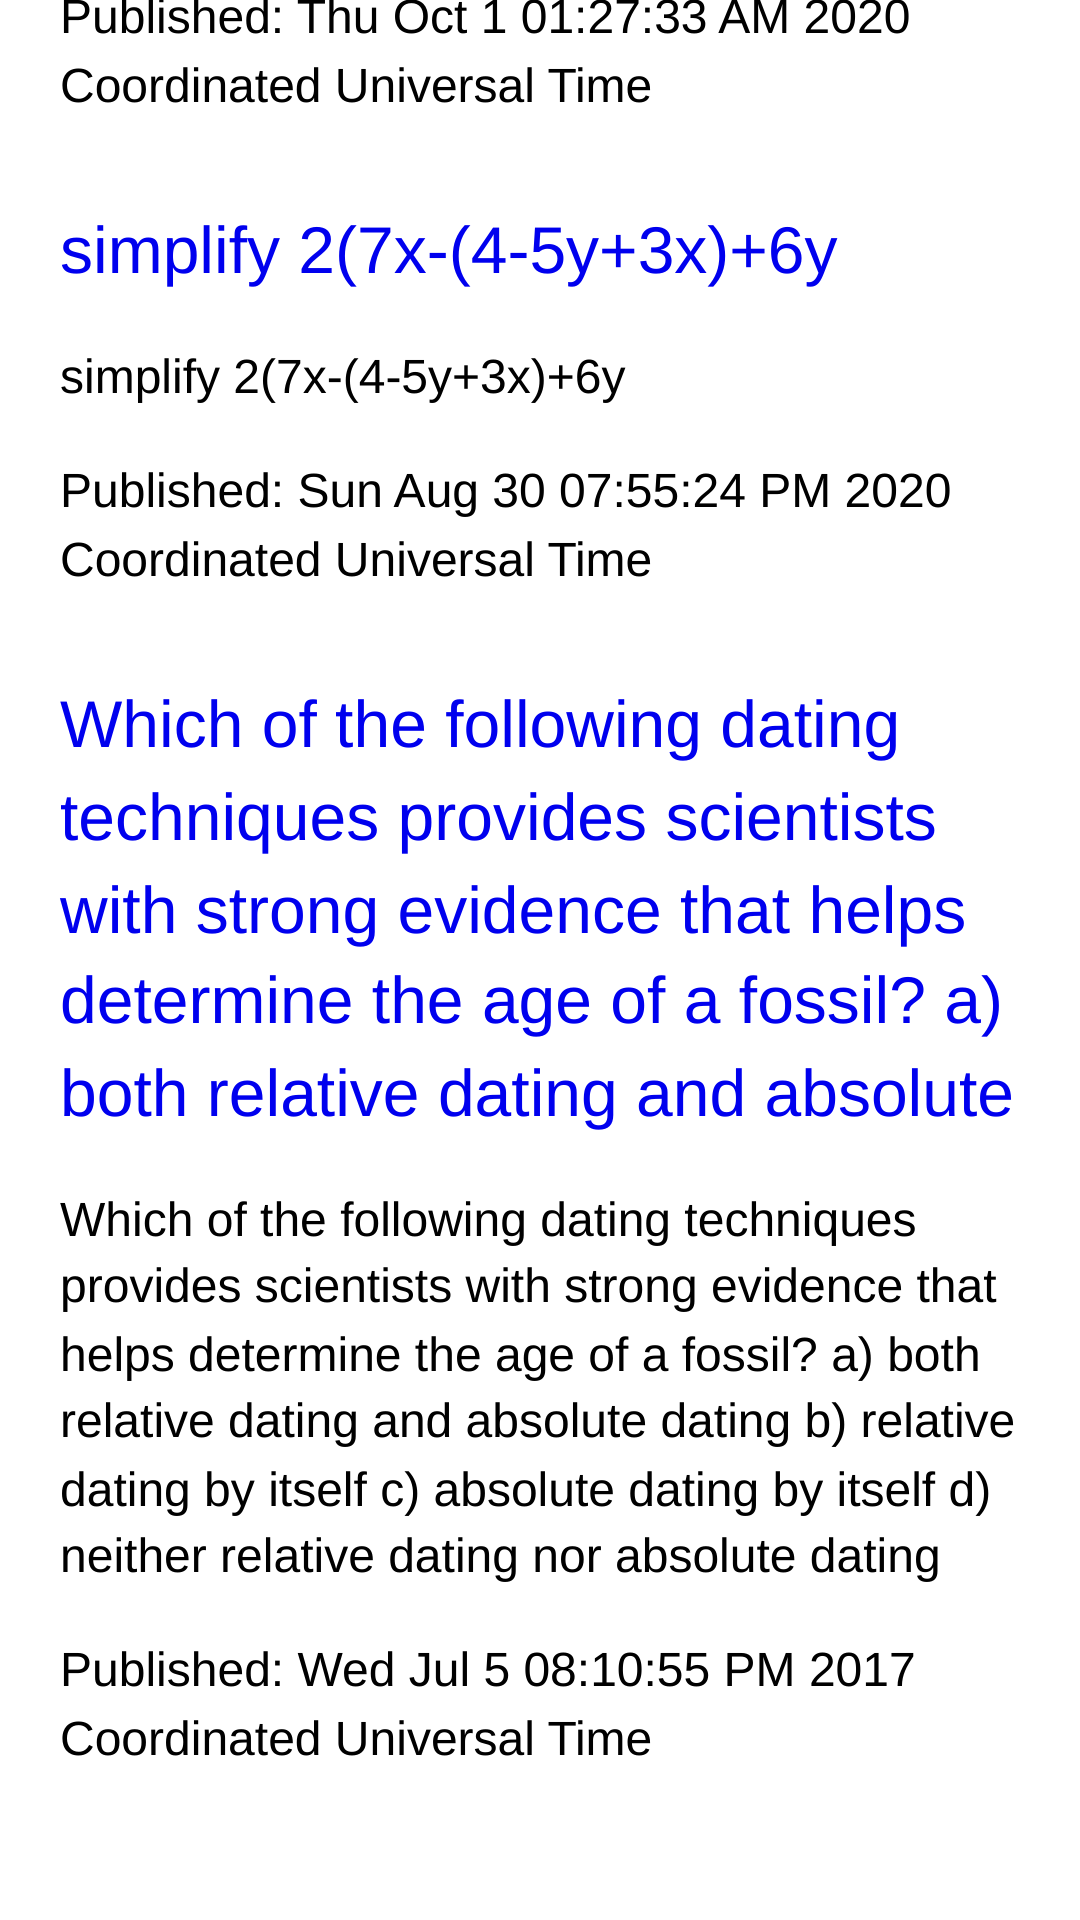 Published: Thu Oct 1 01:27:33 AM 2020
Coordinated Universal Time
simplify 2(7x-(4-5y+3x)+6y
simplify 2(7x-(4-5y+3x)+6y
Published: Sun Aug 30 07:55:24 PM 2020
Coordinated Universal Time
Which of the following dating
techniques provides scientists
with strong evidence that helps
determine the age of a fossil? a)
both relative dating and absolute
Which of the following dating techniques
provides scientists with strong evidence that
helps determine the age of a fossil? a) both
relative dating and absolute dating b) relative
dating by itself c) absolute dating by itself d)
neither relative dating nor absolute dating
Published: Wed Jul 5 08:10:55 PM 2017
Coordinated Universal Time